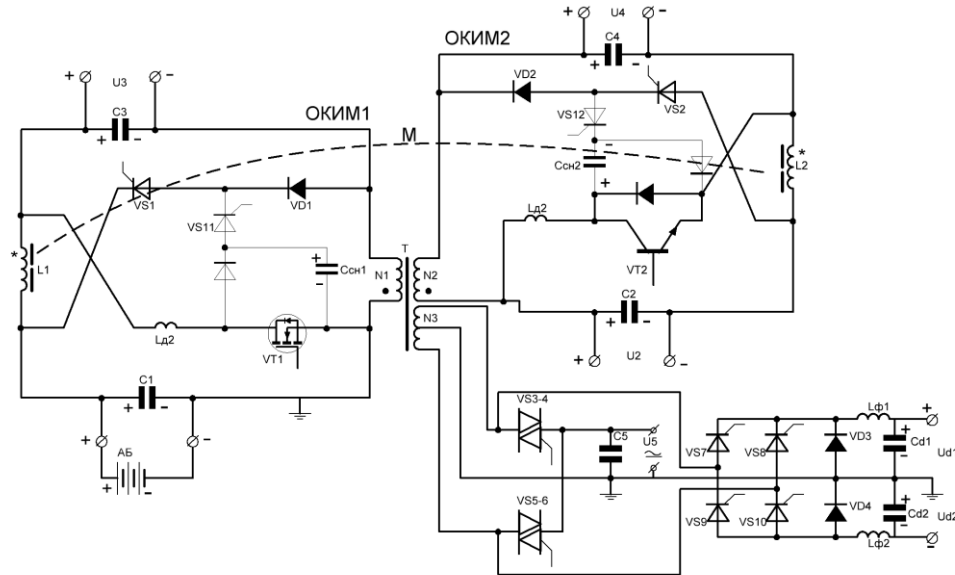 + U3 -
C3
+ -
ОКИМ1
VS1
VD1
VS11
* L1
+ Ссн1
-
Lд2
VT1
C1
+ -
+ -
АБ
+ -
M
ОКИМ2
+ U4 -
C4
+ -
VD2
VS12
VS2
-
Ссн2
+
* L2
Lд2
VT2
T
N1
N2
N3
C2
+ -
+ U2 -
VS3-4
C5
U5
VS5-6
VS7
VS8
VS9
VS10
VD3
VD4
Lф1
Lф2
+
Cd1
-
+
Cd2
-
+
Ud1
Ud2
-